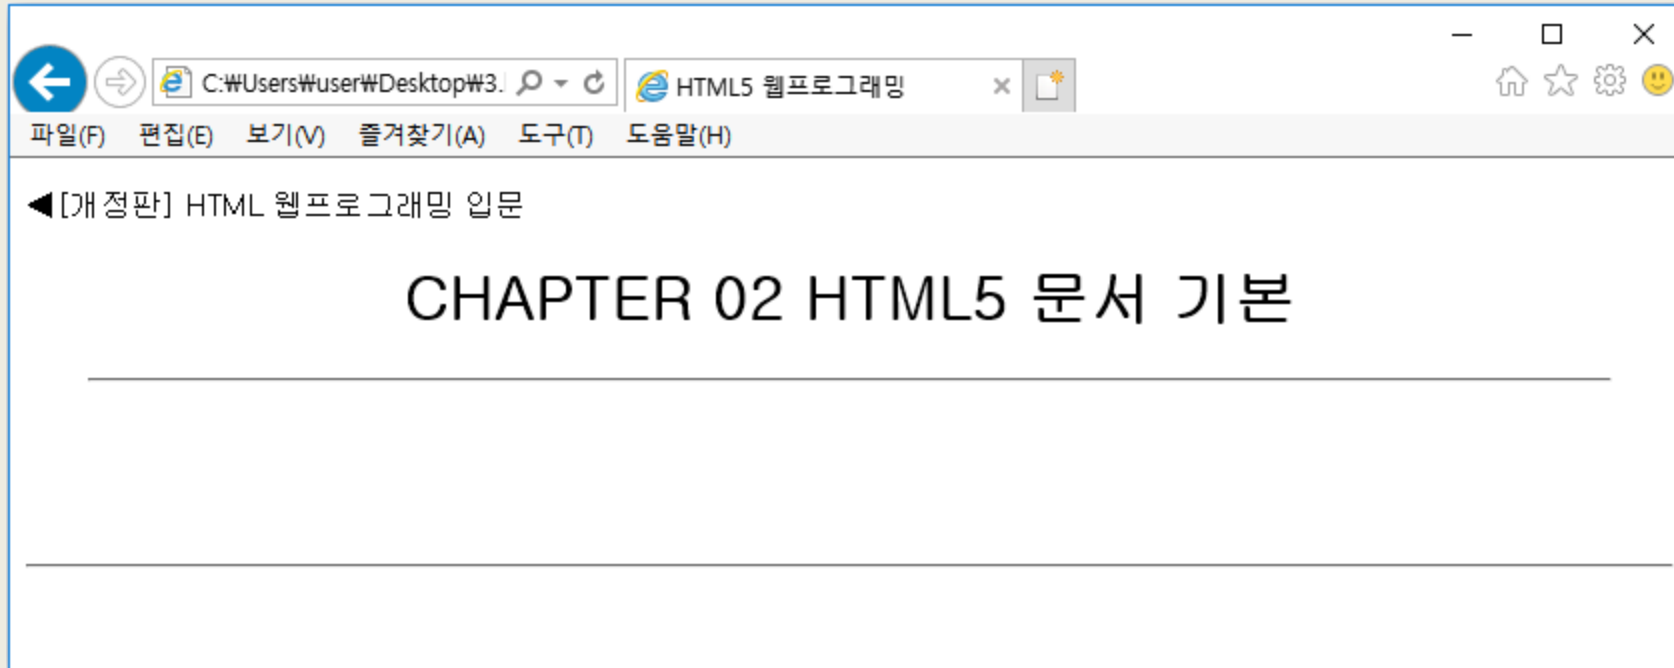 C:₩Users₩user₩Desktop₩3.
HTML5 웹프로그래밍
파일(F) 편집(E) 보기(V) 즐겨찾기(A) 도구(T) 도움말(H)
◀[개정판] HTML 웹프로그래밍 입문
CHAPTER 02 HTML5 문서 기본